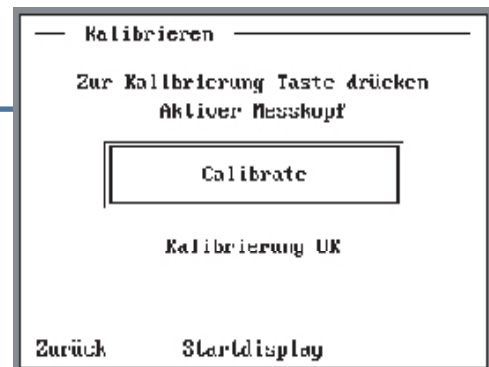 Kalibrieren
Zur Kalibrierung Taste drücken
Aktiver Messkopf
Calibrate
Kalibrierung OK
Zurück Startdisplay